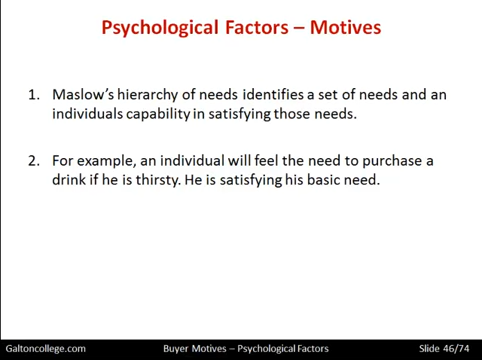 Psychological Factors – Motives
1. Maslow's hierarchy of needs identifies a set of needs and an
individuals capability in satisfying those needs.
2. For example, an individual will feel the need to purchase a
drink if he is thirsty. He is satisfying his basic need.
Galtoncollege.com Buyer Motives – Psychological Factors Slide 46/74